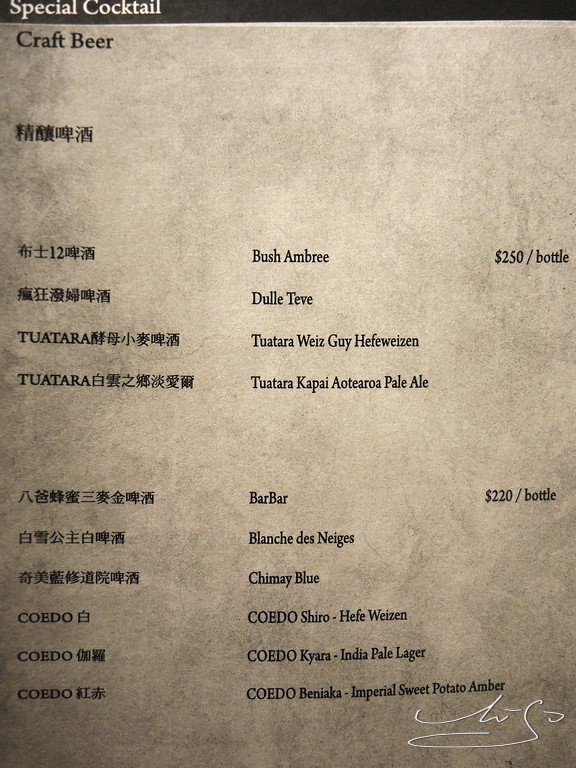 Special Cocktail
Craft Beer
精釀啤酒
布士12啤酒 Bush Ambree $250 / bottle
瘋狂潑婦啤酒 Dulle Teve
TUATARA酵母小麥啤酒 Tuatara Weiz Guy Hefeweizen
TUATARA白雲之鄉淡愛爾 Tuatara Kapai Aotearoa Pale Ale
八爸蜂蜜三麥金啤酒 BarBar $220 / bottle
白雪公主白啤酒 Blanche des Neiges
奇美藍修道院啤酒 Chimay Blue
COEDO 白 COEDO Shiro - Hefe Weizen
COEDO 伽羅 COEDO Kyara - India Pale Lager
COEDO 紅赤 COEDO Beniaka - Imperial Sweet Potato Amber